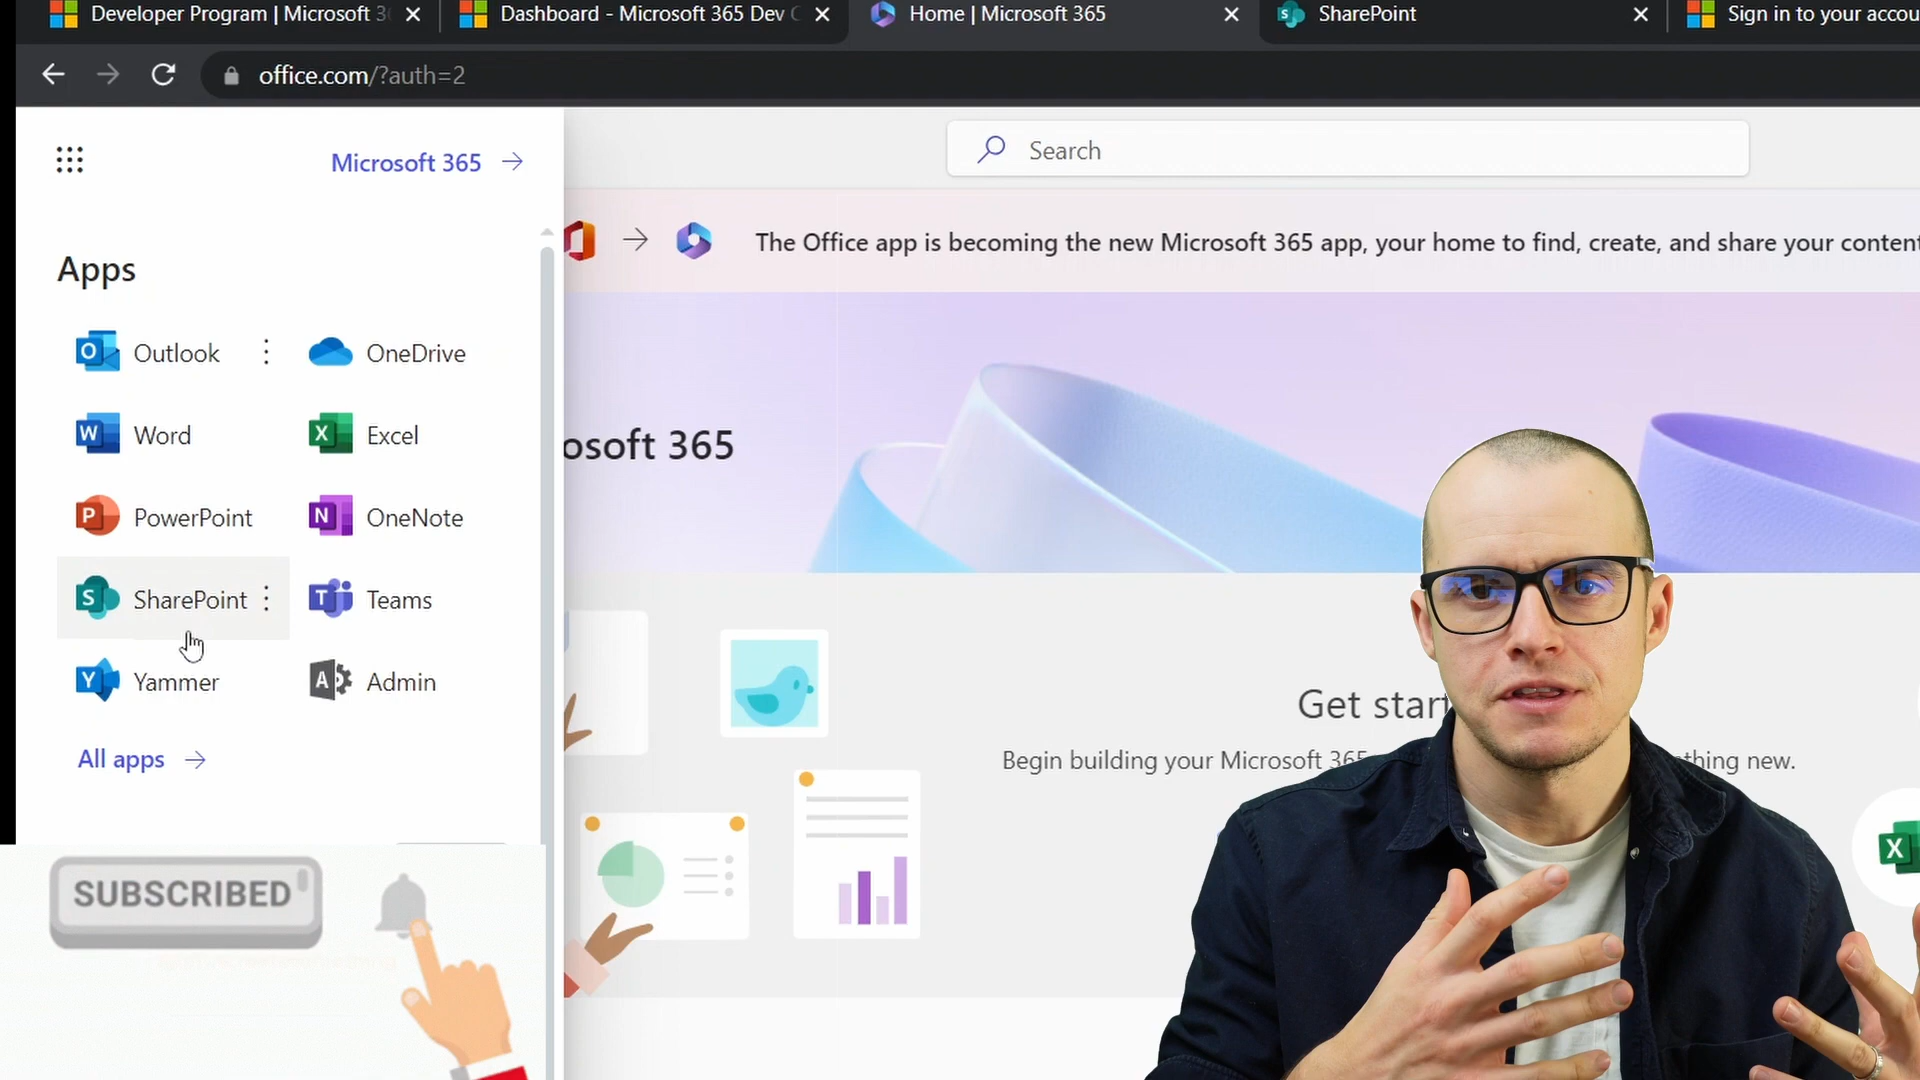 Developer Program | Microsoft 3
Dashboard - Microsoft 365 Dev C
Home | Microsoft 365
SharePoint
Sign in to your accou
office.com/?auth=2
Microsoft 365
Search
The Office app is becoming the new Microsoft 365 app, your home to find, create, and share your content
Apps
Outlook
OneDrive
Word
Excel
osoft 365
PowerPoint
OneNote
SharePoint
Teams
Yammer
Admin
Get start
Begin building your Microsoft 365
thing new.
All apps
SUBSCRIBED